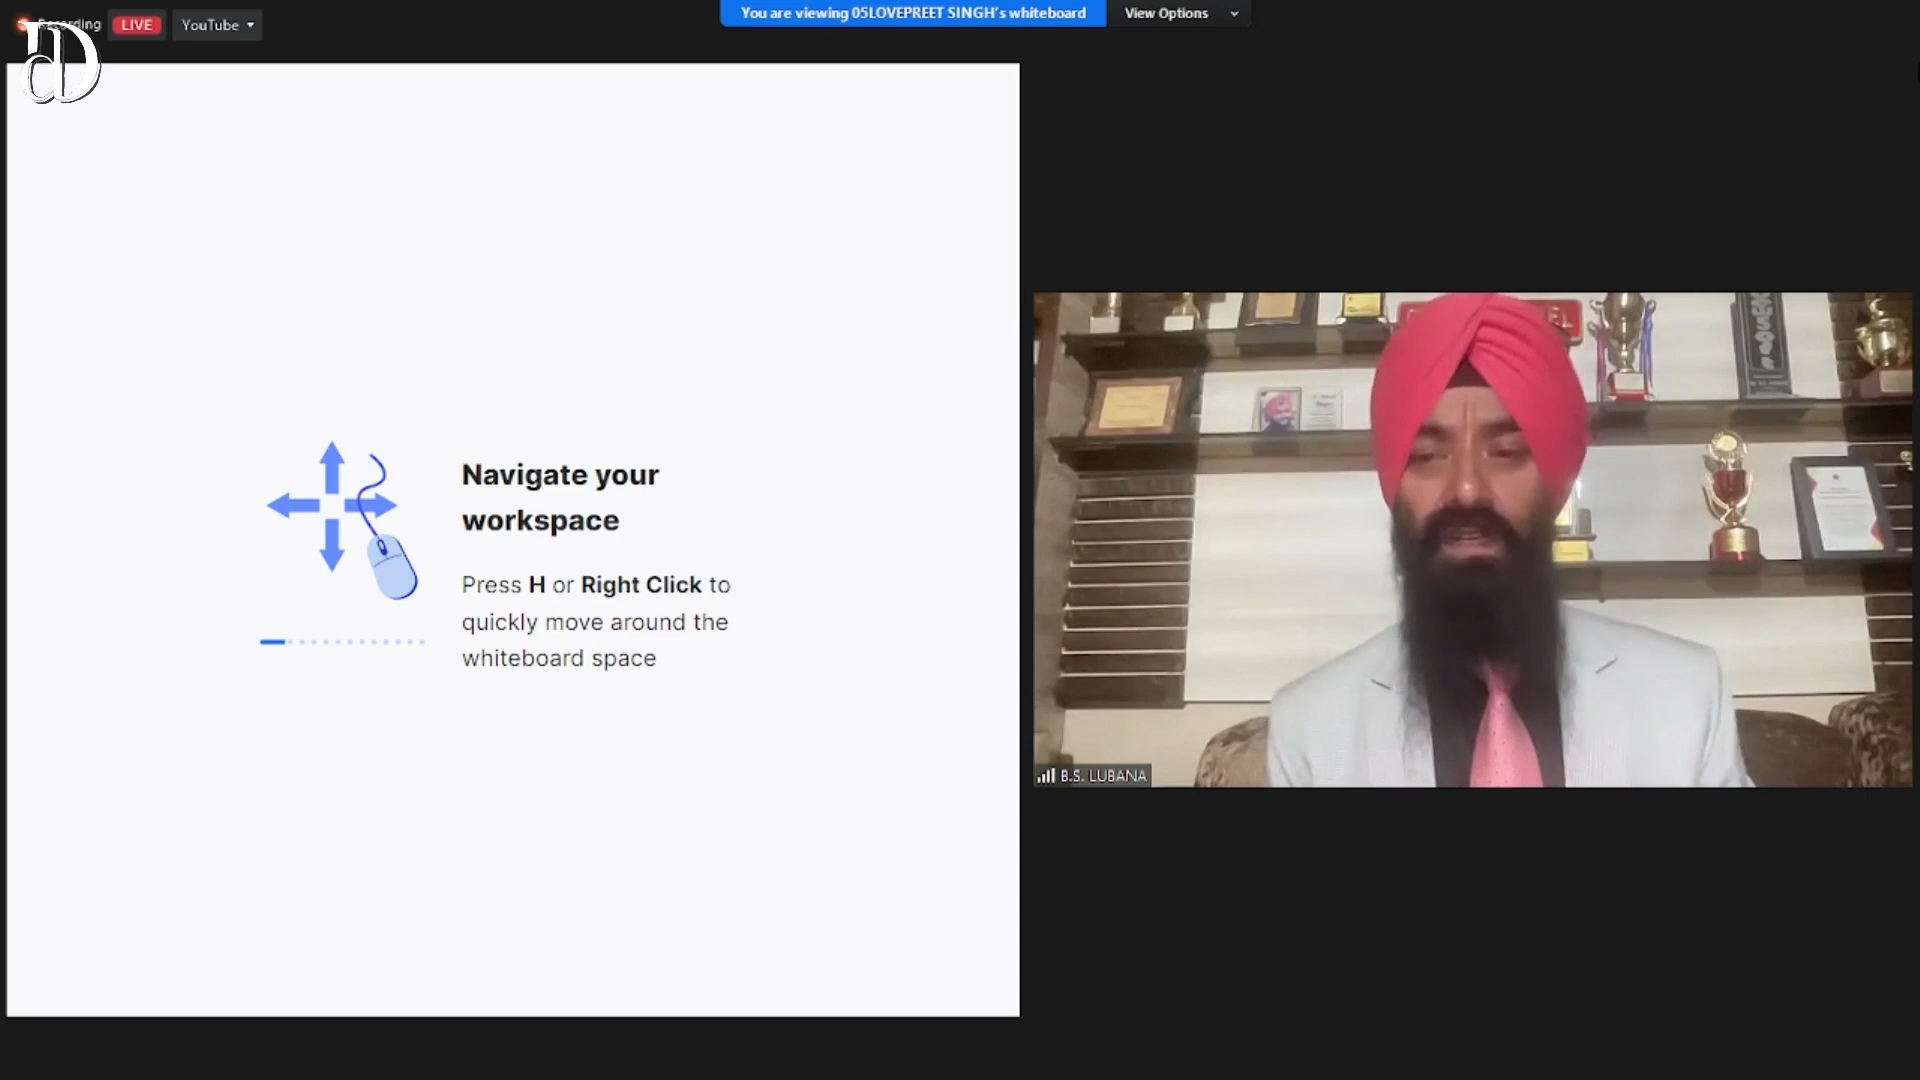 Recording
LIVE
YouTube
You are viewing 05LOVEPREET SINGH's whiteboard
View Options
Navigate your
workspace
Press H or Right Click to
quickly move around the
whiteboard space
B.S. LUBANA